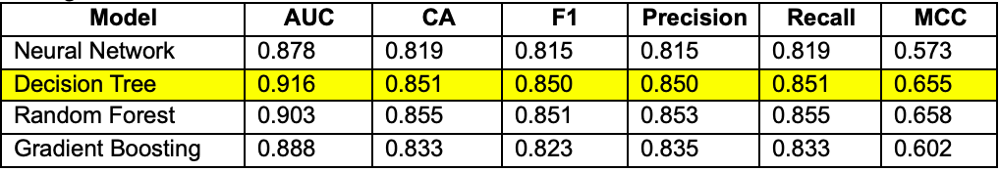 Model AUC CA F1 Precision Recall MCC
Neural Network 0.878 0.819 0.815 0.815 0.819 0.573
Decision Tree 0.916 0.851 0.850 0.850 0.851 0.655
Random Forest 0.903 0.855 0.851 0.853 0.855 0.658
Gradient Boosting 0.888 0.833 0.823 0.835 0.833 0.602